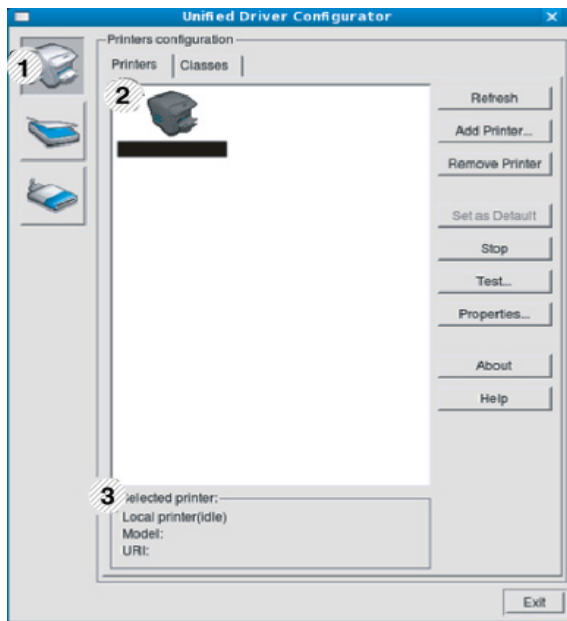 Unified Driver Configurator
Printers configuration
Printers
Classes
1
2
Refresh
Add Printer...
Remove Printer
Set as Default
Stop
Test...
Properties...
About
Help
3
Selected printer:
Local printer(idle)
Model:
URI:
Exit